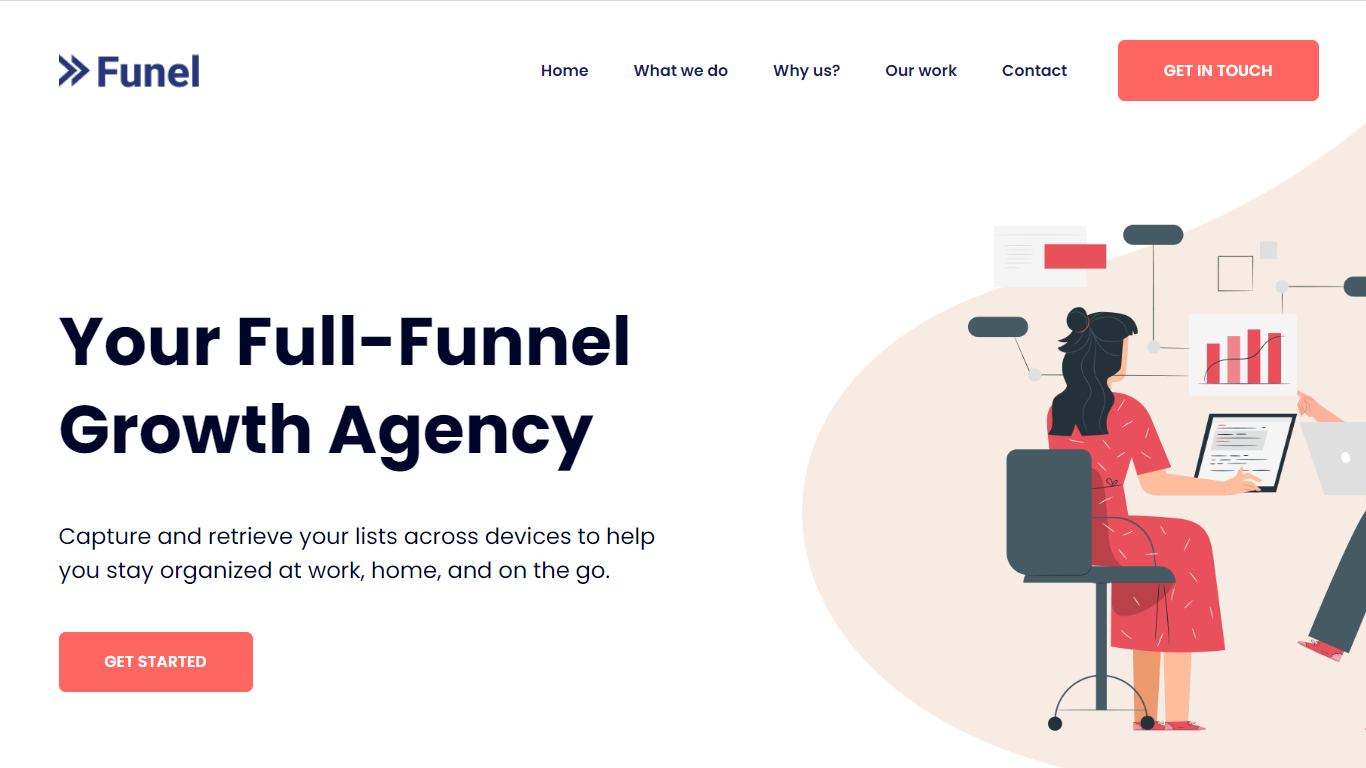 Funel
Home
What we do
Why us?
Our work
Contact
GET IN TOUCH
Your Full-Funnel
Growth Agency
Capture and retrieve your lists across devices to help
you stay organized at work, home, and on the go.
GET STARTED